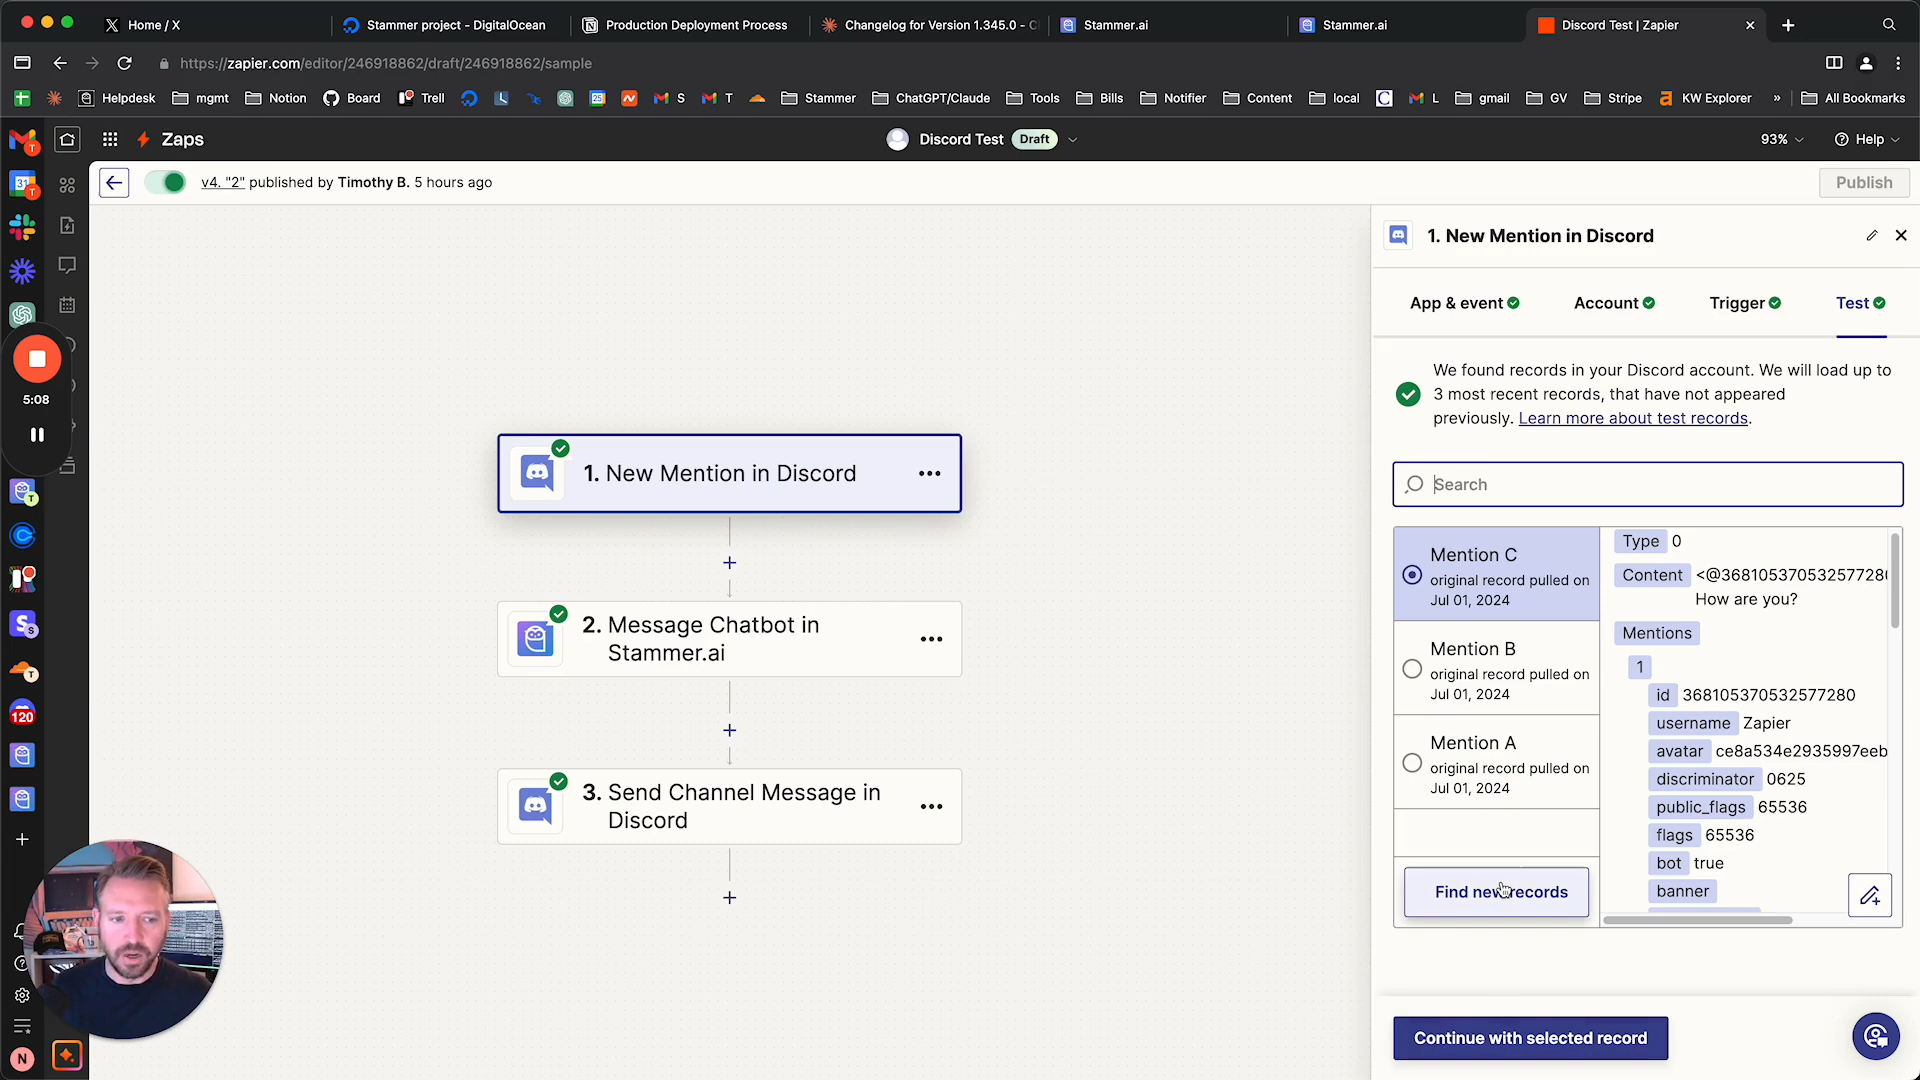 Home / X
Stammer project - DigitalOcean
Production Deployment Process
Changelog for Version 1.345.0 - C
Stammer.ai
Stammer.ai
Discord Test | Zapier
https://zapier.com/editor/246918862/draft/246918862/sample
Helpdesk
mgmt
Notion
Board
Trell
S
T
Stammer
ChatGPT/Claude
Tools
Bills
Notifier
Content
local
L
gmail
GV
Stripe
KW Explorer
»
All Bookmarks
Zaps
Discord Test
Draft
93%
Help
v4. "2" published by Timothy B. 5 hours ago
Publish
1. New Mention in Discord
App & event
Account
Trigger
Test
We found records in your Discord account. We will load up to
3 most recent records, that have not appeared
previously. Learn more about test records.
Search
Mention C
original record pulled on
Jul 01, 2024
Mention B
original record pulled on
Jul 01, 2024
Mention A
original record pulled on
Jul 01, 2024
Find new records
Type 0
Content <@36810537053257728
How are you?
Mentions
1
id 368105370532577280
username Zapier
avatar ce8a534e2935997eeb
discriminator 0625
public_flags 65536
flags 65536
bot true
banner
Continue with selected record
1. New Mention in Discord
2. Message Chatbot in
Stammer.ai
3. Send Channel Message in
Discord
5:08
31
120
N